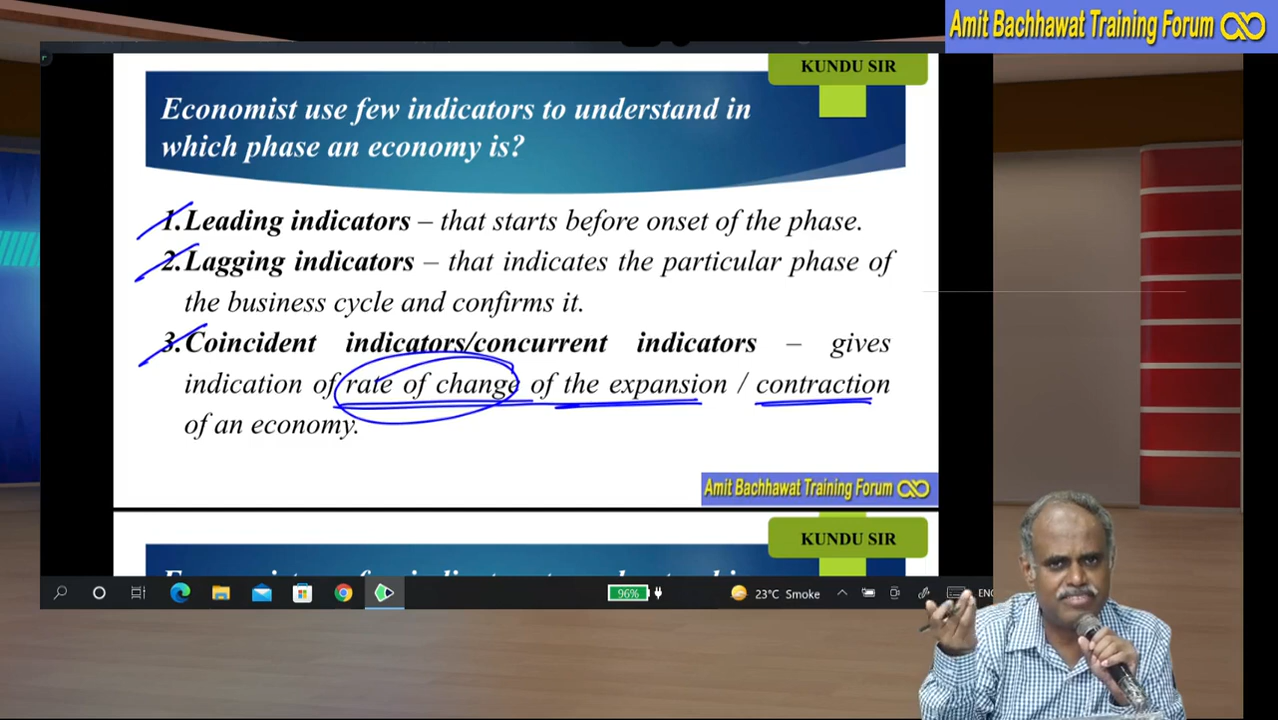 Amit Bachhawat Training Forum
KUNDU SIR
Economist use few indicators to understand in
which phase an economy is?
1. Leading indicators – that starts before onset of the phase.
2. Lagging indicators – that indicates the particular phase of
the business cycle and confirms it.
3. Coincident indicators/concurrent indicators – gives
indication of rate of change of the expansion / contraction
of an economy.
Amit Bachhawat Training Forum
KUNDU SIR
96%
23°C Smoke
ENG